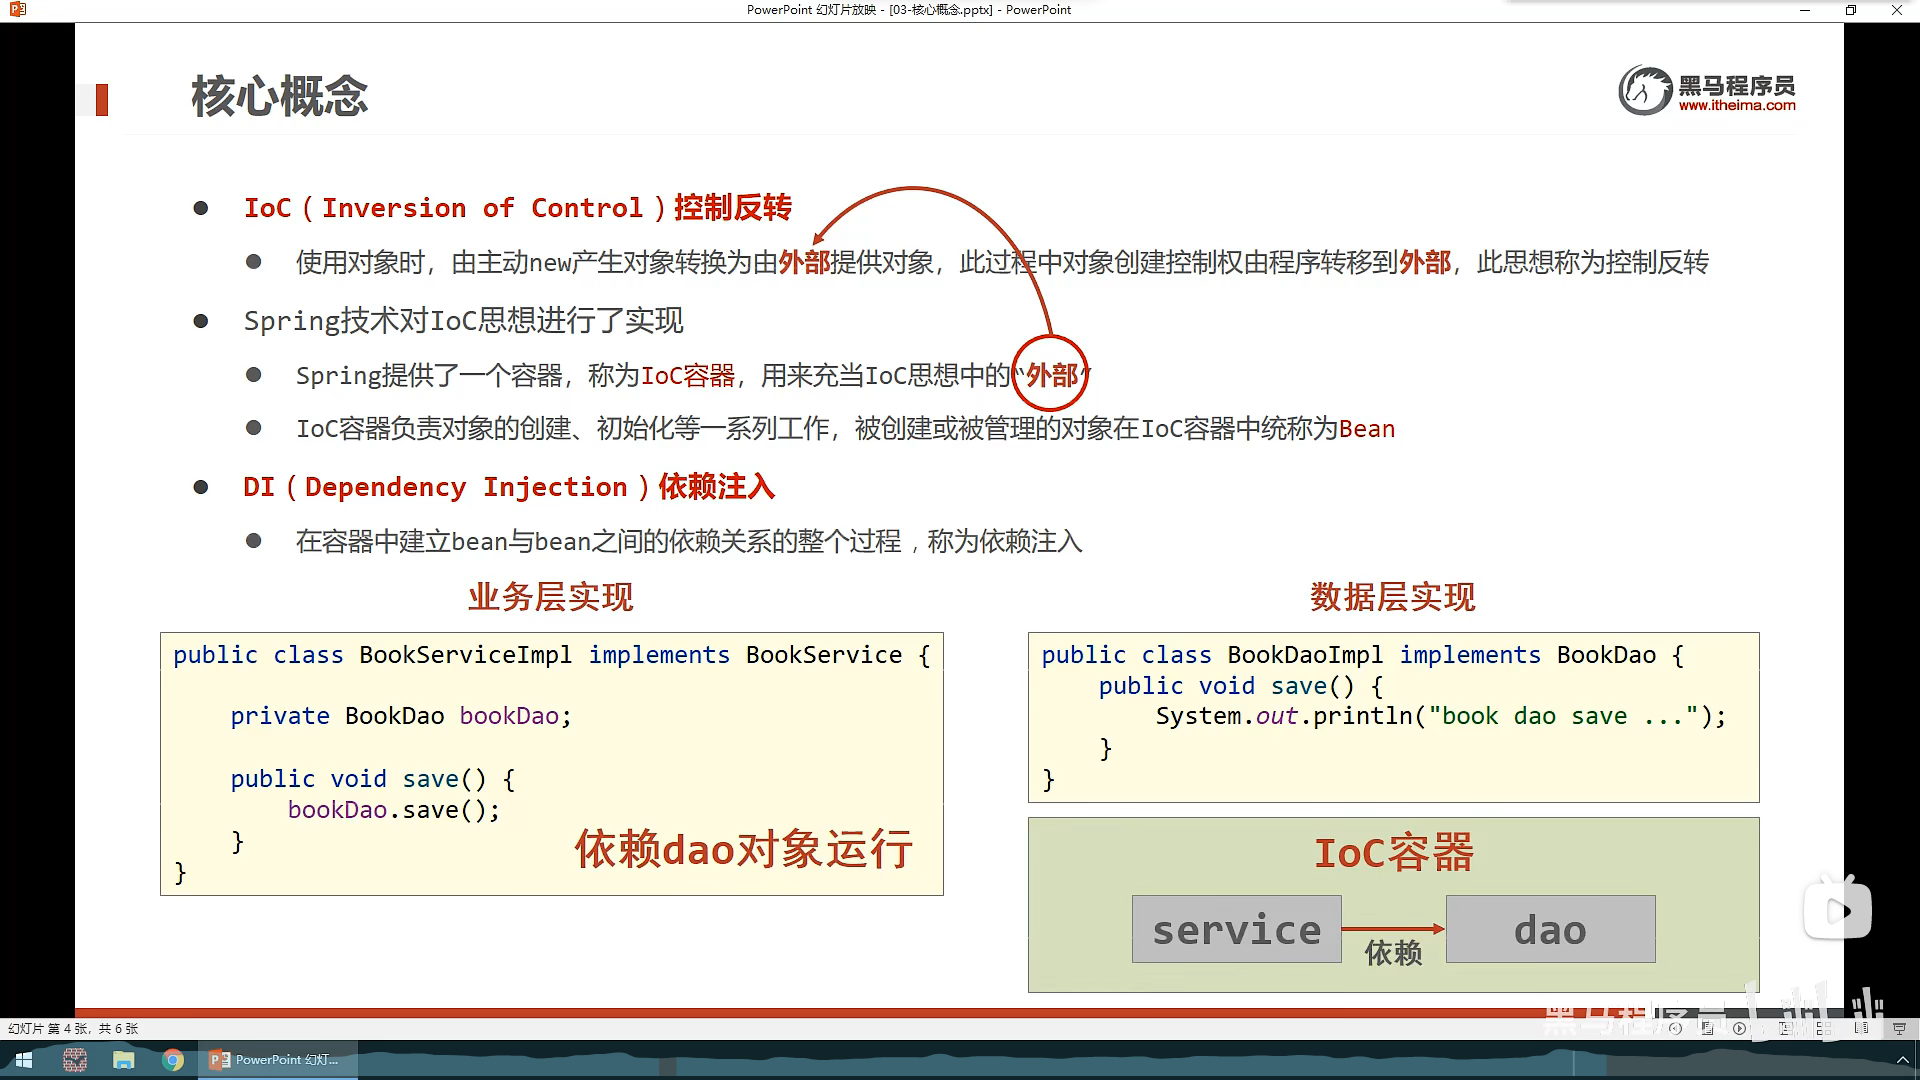 PowerPoint 幻灯片放映 - [03-核心概念.pptx] - PowerPoint
核心概念
黑马程序员
www.itheima.com
IoC（Inversion of Control）控制反转
使用对象时，由主动new产生对象转换为由外部提供对象，此过程中对象创建控制权由程序转移到外部，此思想称为控制反转
Spring技术对IoC思想进行了实现
Spring提供了一个容器，称为IoC容器，用来充当IoC思想中的“外部”
IoC容器负责对象的创建、初始化等一系列工作，被创建或被管理的对象在IoC容器中统称为Bean
DI（Dependency Injection）依赖注入
在容器中建立bean与bean之间的依赖关系的整个过程，称为依赖注入
业务层实现
public class BookServiceImpl implements BookService {
private BookDao bookDao;
public void save() {
bookDao.save();
}
}
依赖dao对象运行
数据层实现
public class BookDaoImpl implements BookDao {
public void save() {
System.out.println("book dao save ...");
}
}
IoC容器
service
依赖
dao
黑马程序员
幻灯片 第 4 张，共 6 张
PowerPoint 幻灯...